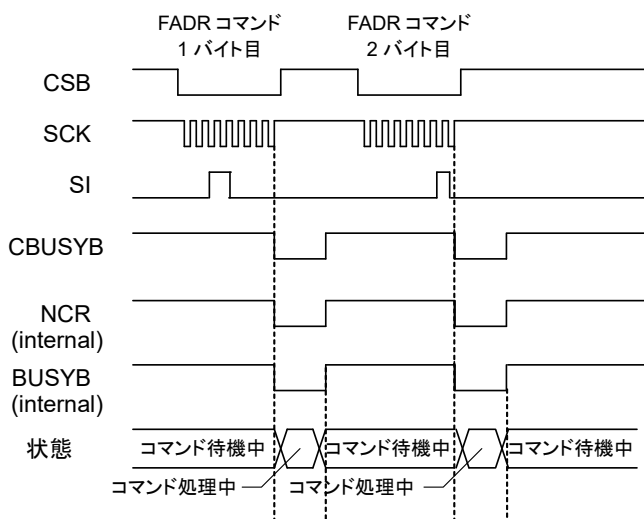 FADR コマンド
1 バイト目
FADR コマンド
2 バイト目
CSB
SCK
SI
CBUSYB
NCR
(internal)
BUSYB
(internal)
状態
コマンド待機中
コマンド待機中
コマンド待機中
コマンド処理中
コマンド処理中